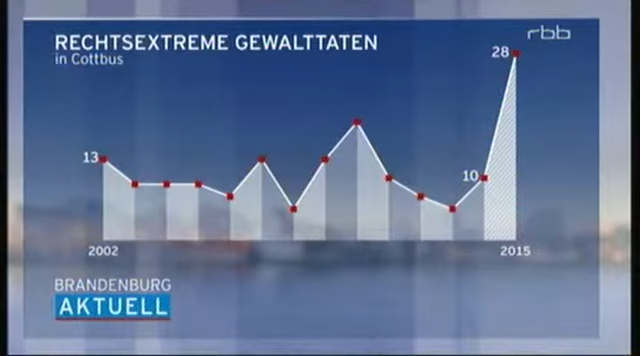 rbb
RECHTSEXTREME GEWALTTATEN
in Cottbus
28
13
10
2002
2015
BRANDENBURG
AKTUELL